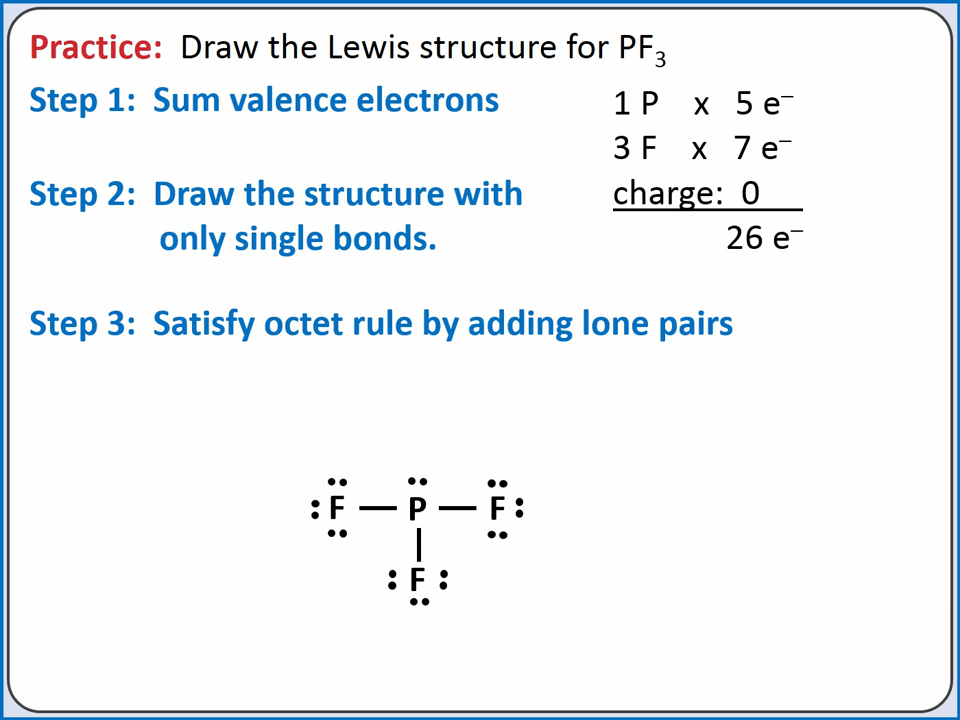 Practice: Draw the Lewis structure for PF₃
Step 1: Sum valence electrons
1 P x 5 e⁻
3 F x 7 e⁻
Step 2: Draw the structure with
only single bonds.
charge: 0
26 e⁻
Step 3: Satisfy octet rule by adding lone pairs
F — P — F
F